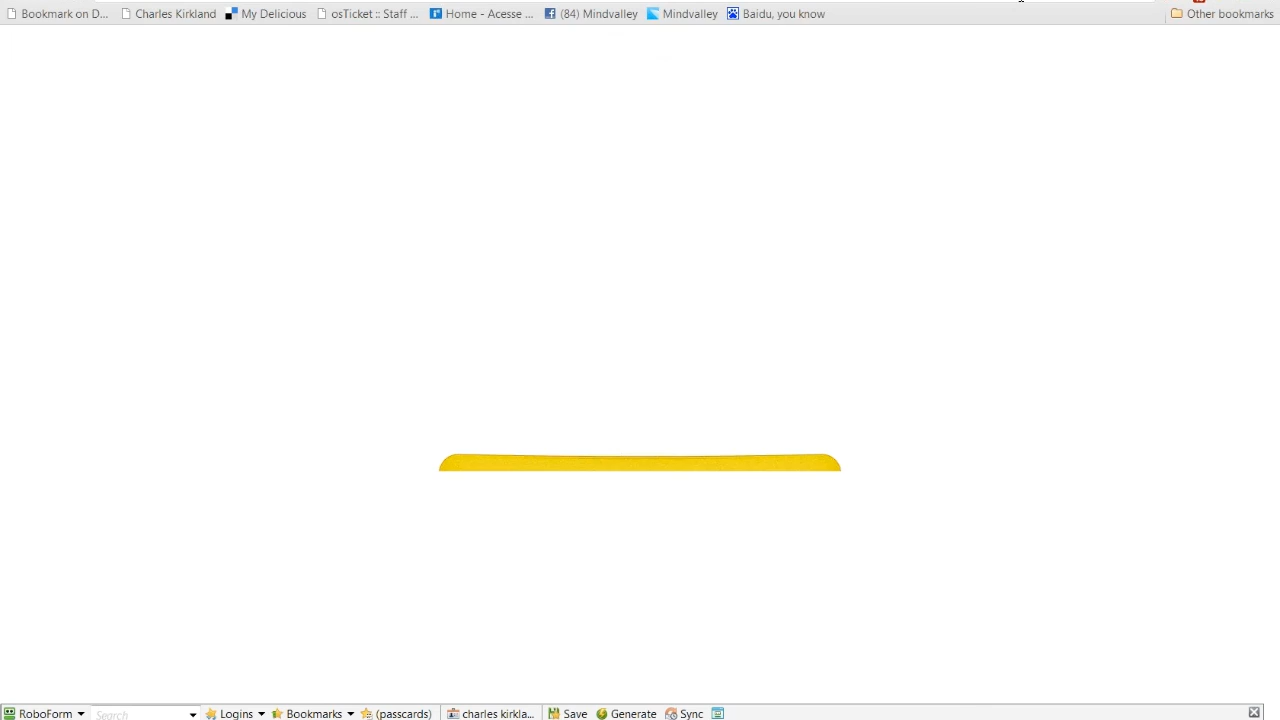 Bookmark on D... Charles Kirkland My Delicious osTicket :: Staff ... Home - Acesse ... (84) Mindvalley Mindvalley Baidu, you know Other bookmarks
RoboForm Search Logins Bookmarks (passcards) charles kirkla... Save Generate Sync